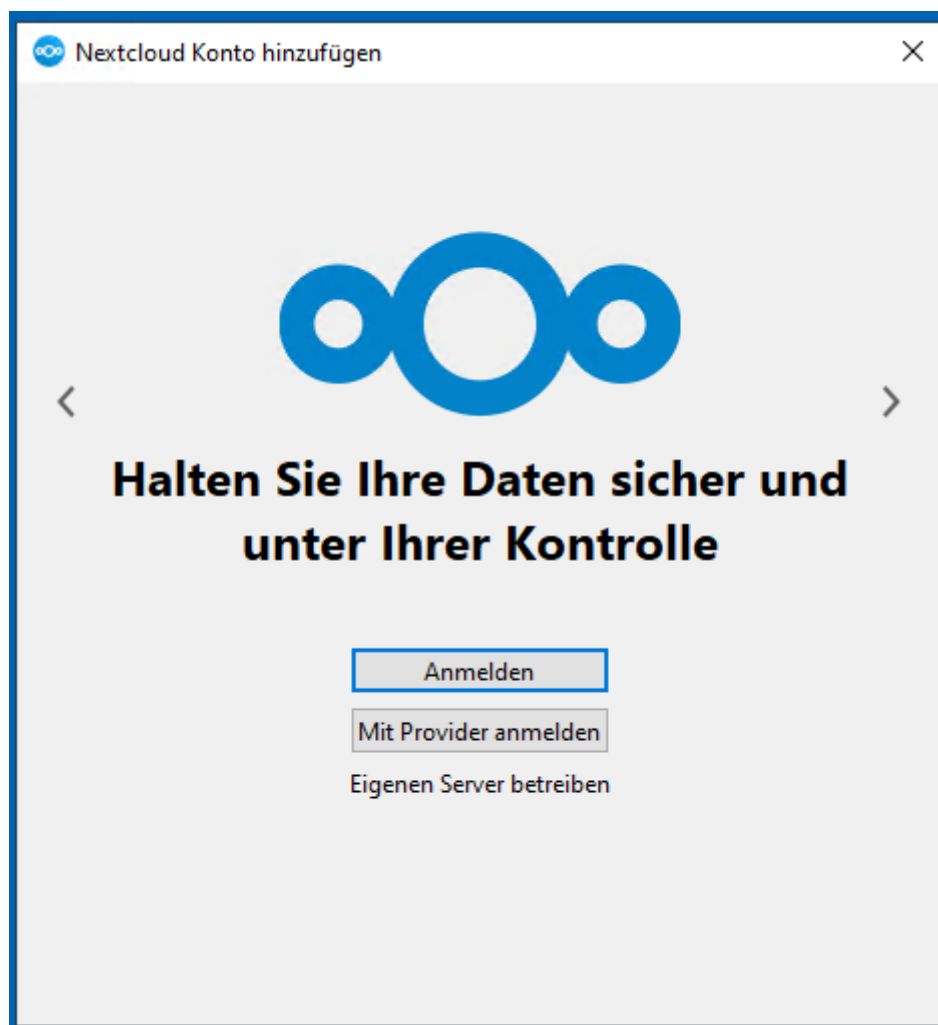 Nextcloud Konto hinzufügen
Halten Sie Ihre Daten sicher und
unter Ihrer Kontrolle
Anmelden
Mit Provider anmelden
Eigenen Server betreiben